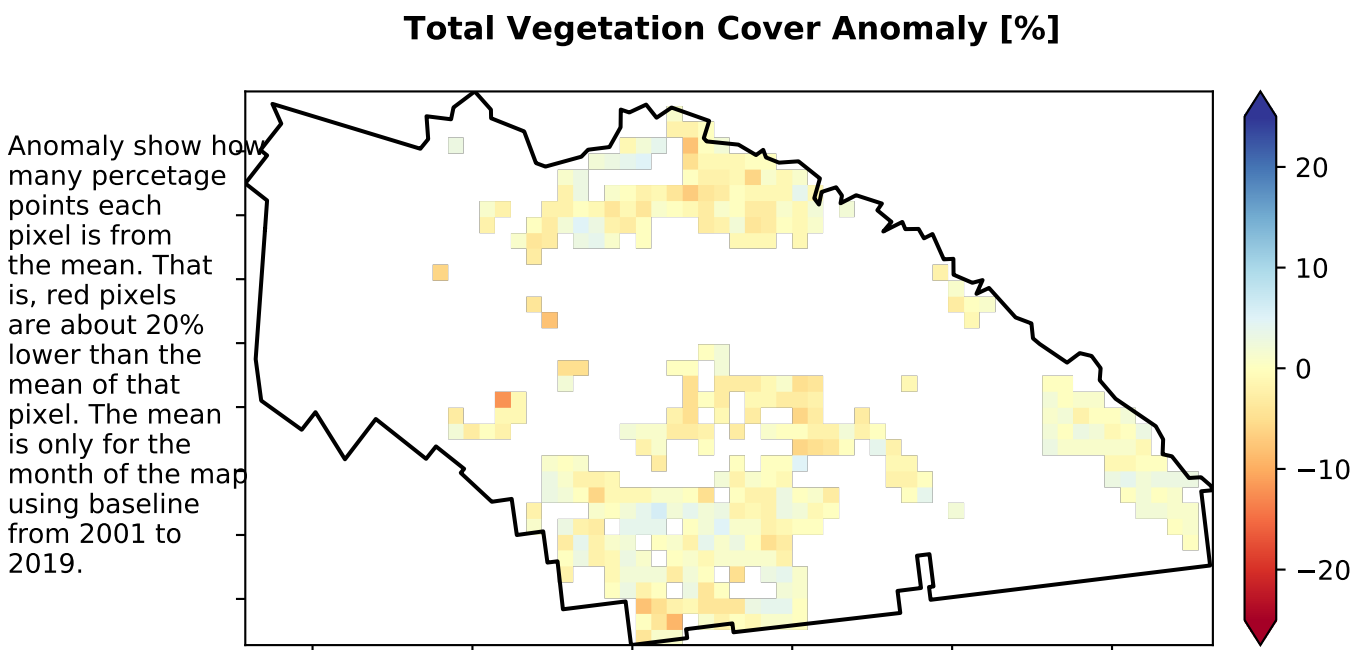 Total Vegetation Cover Anomaly [%]
Anomaly show how
many percetage
points each
pixel is from
the mean. That
is, red pixels
are about 20%
lower than the
mean of that
pixel. The mean
is only for the
month of the map
using baseline
from 2001 to
2019.
20
10
0
−10
−20